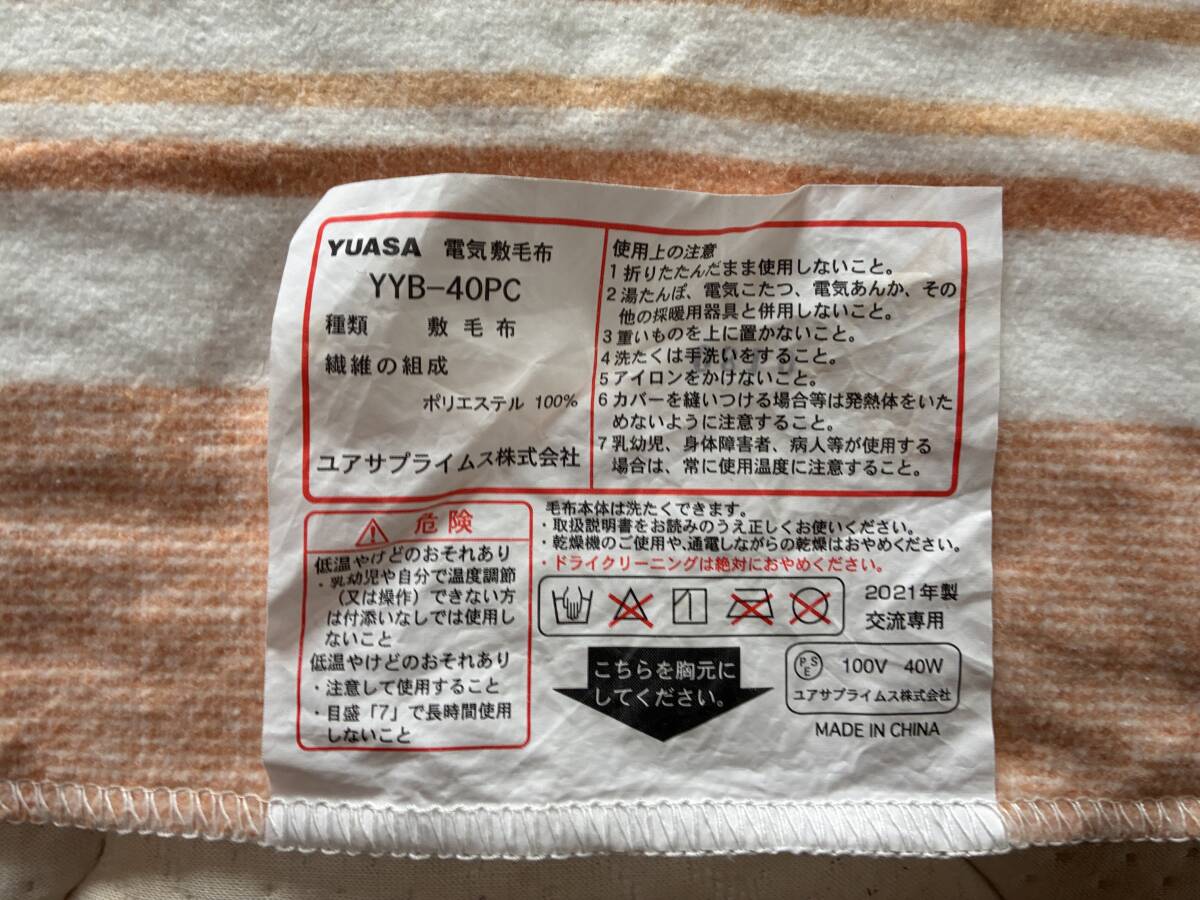 YUASA 電気敷毛布
YYB-40PC
種類 敷毛布
繊維の組成
ポリエステル 100%
ユアサプライムス株式会社
使用上の注意
1 折りたたんだまま使用しないこと。
2 湯たんぽ、電気こたつ、電気あんか、その
他の採暖用器具と併用しないこと。
3 重いものを上に置かないこと。
4 洗たくは手洗いをすること。
5 アイロンをかけないこと。
6 カバーを縫いつける場合等は発熱体をいた
めないように注意すること。
7 乳幼児、身体障害者、病人等が使用する
場合は、常に使用温度に注意すること。
危険
低温やけどのおそれあり
・乳幼児や自分で温度調節
（又は操作）できない方
は付添いなしでは使用し
ないこと
低温やけどのおそれあり
・注意して使用すること
・目盛「7」で長時間使用
しないこと
毛布本体は洗たくできます。
・取扱説明書をお読みのうえ正しくお使いください。
・乾燥機のご使用や、通電しながらの乾燥はおやめください。
・ドライクリーニングは絶対におやめください。
2021年製
交流専用
こちらを胸元に
してください。
PSE 100V 40W
ユアサプライムス株式会社
MADE IN CHINA